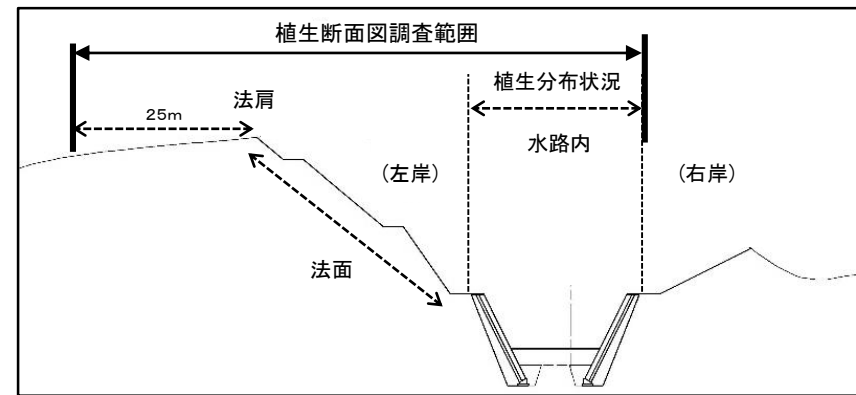 植生断面図調査範囲
植生分布状況
法肩
25m
水路内
(左岸)
(右岸)
法面